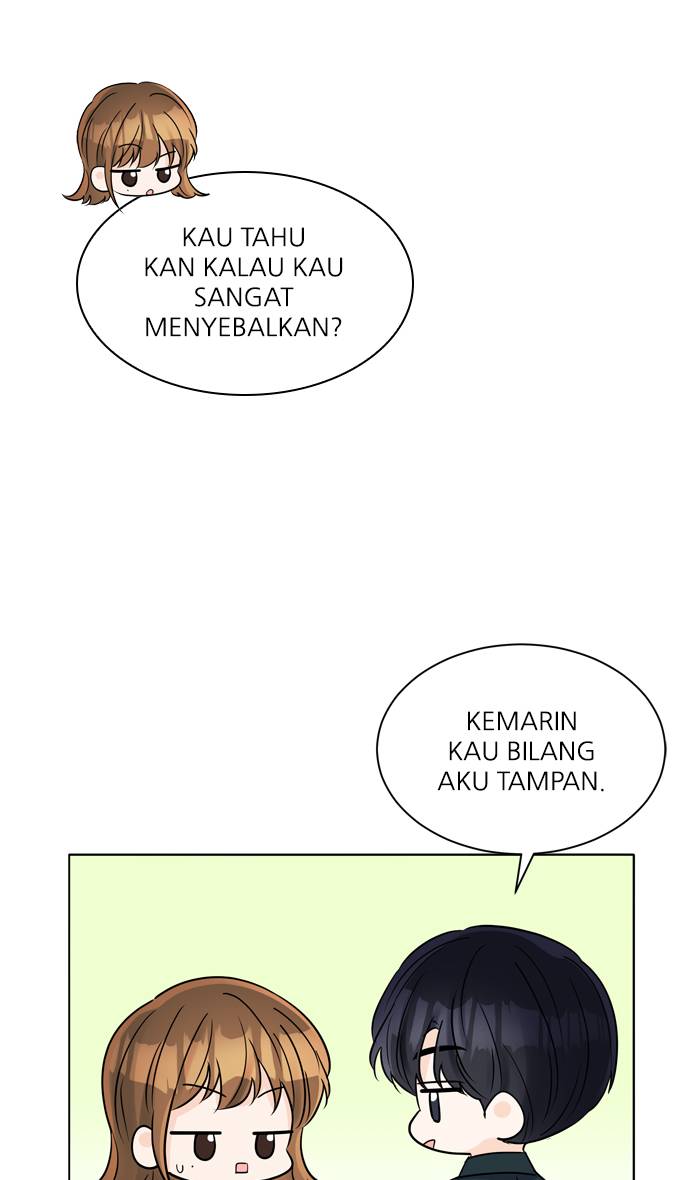 KAU TAHU
KAN KALAU KAU
SANGAT
MENYEBALKAN?
KEMARIN
KAU BILANG
AKU TAMPAN.